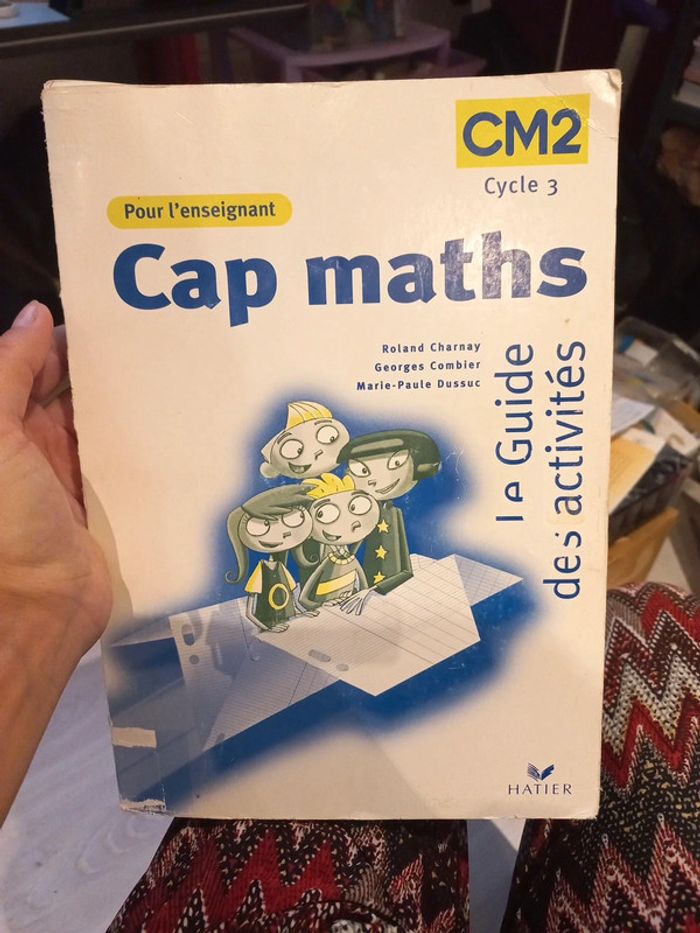 CM2
Cycle 3
Pour l'enseignant
Cap maths
Roland Charnay
Georges Combier
Marie-Paule Dussuc
Le Guide
des activités
HATIER